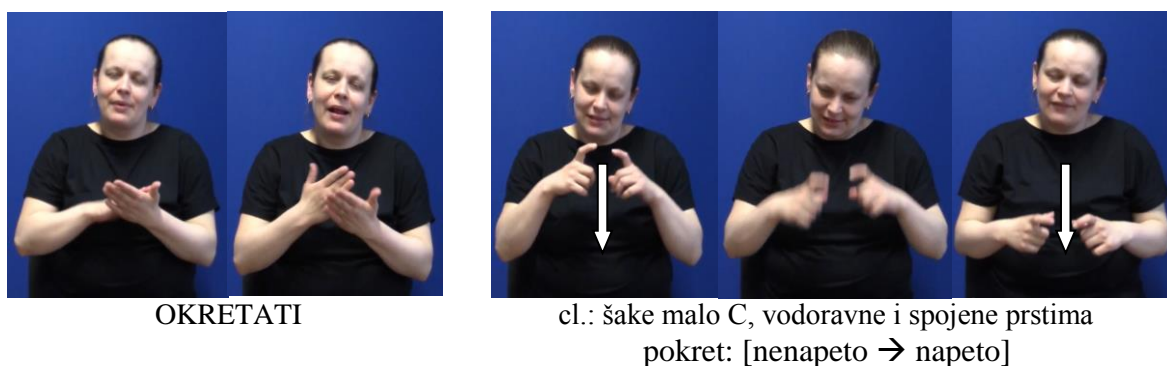 OKRETATI
cl.: šake malo C, vodoravne i spojene prstima
pokret: [nenapeto → napeto]